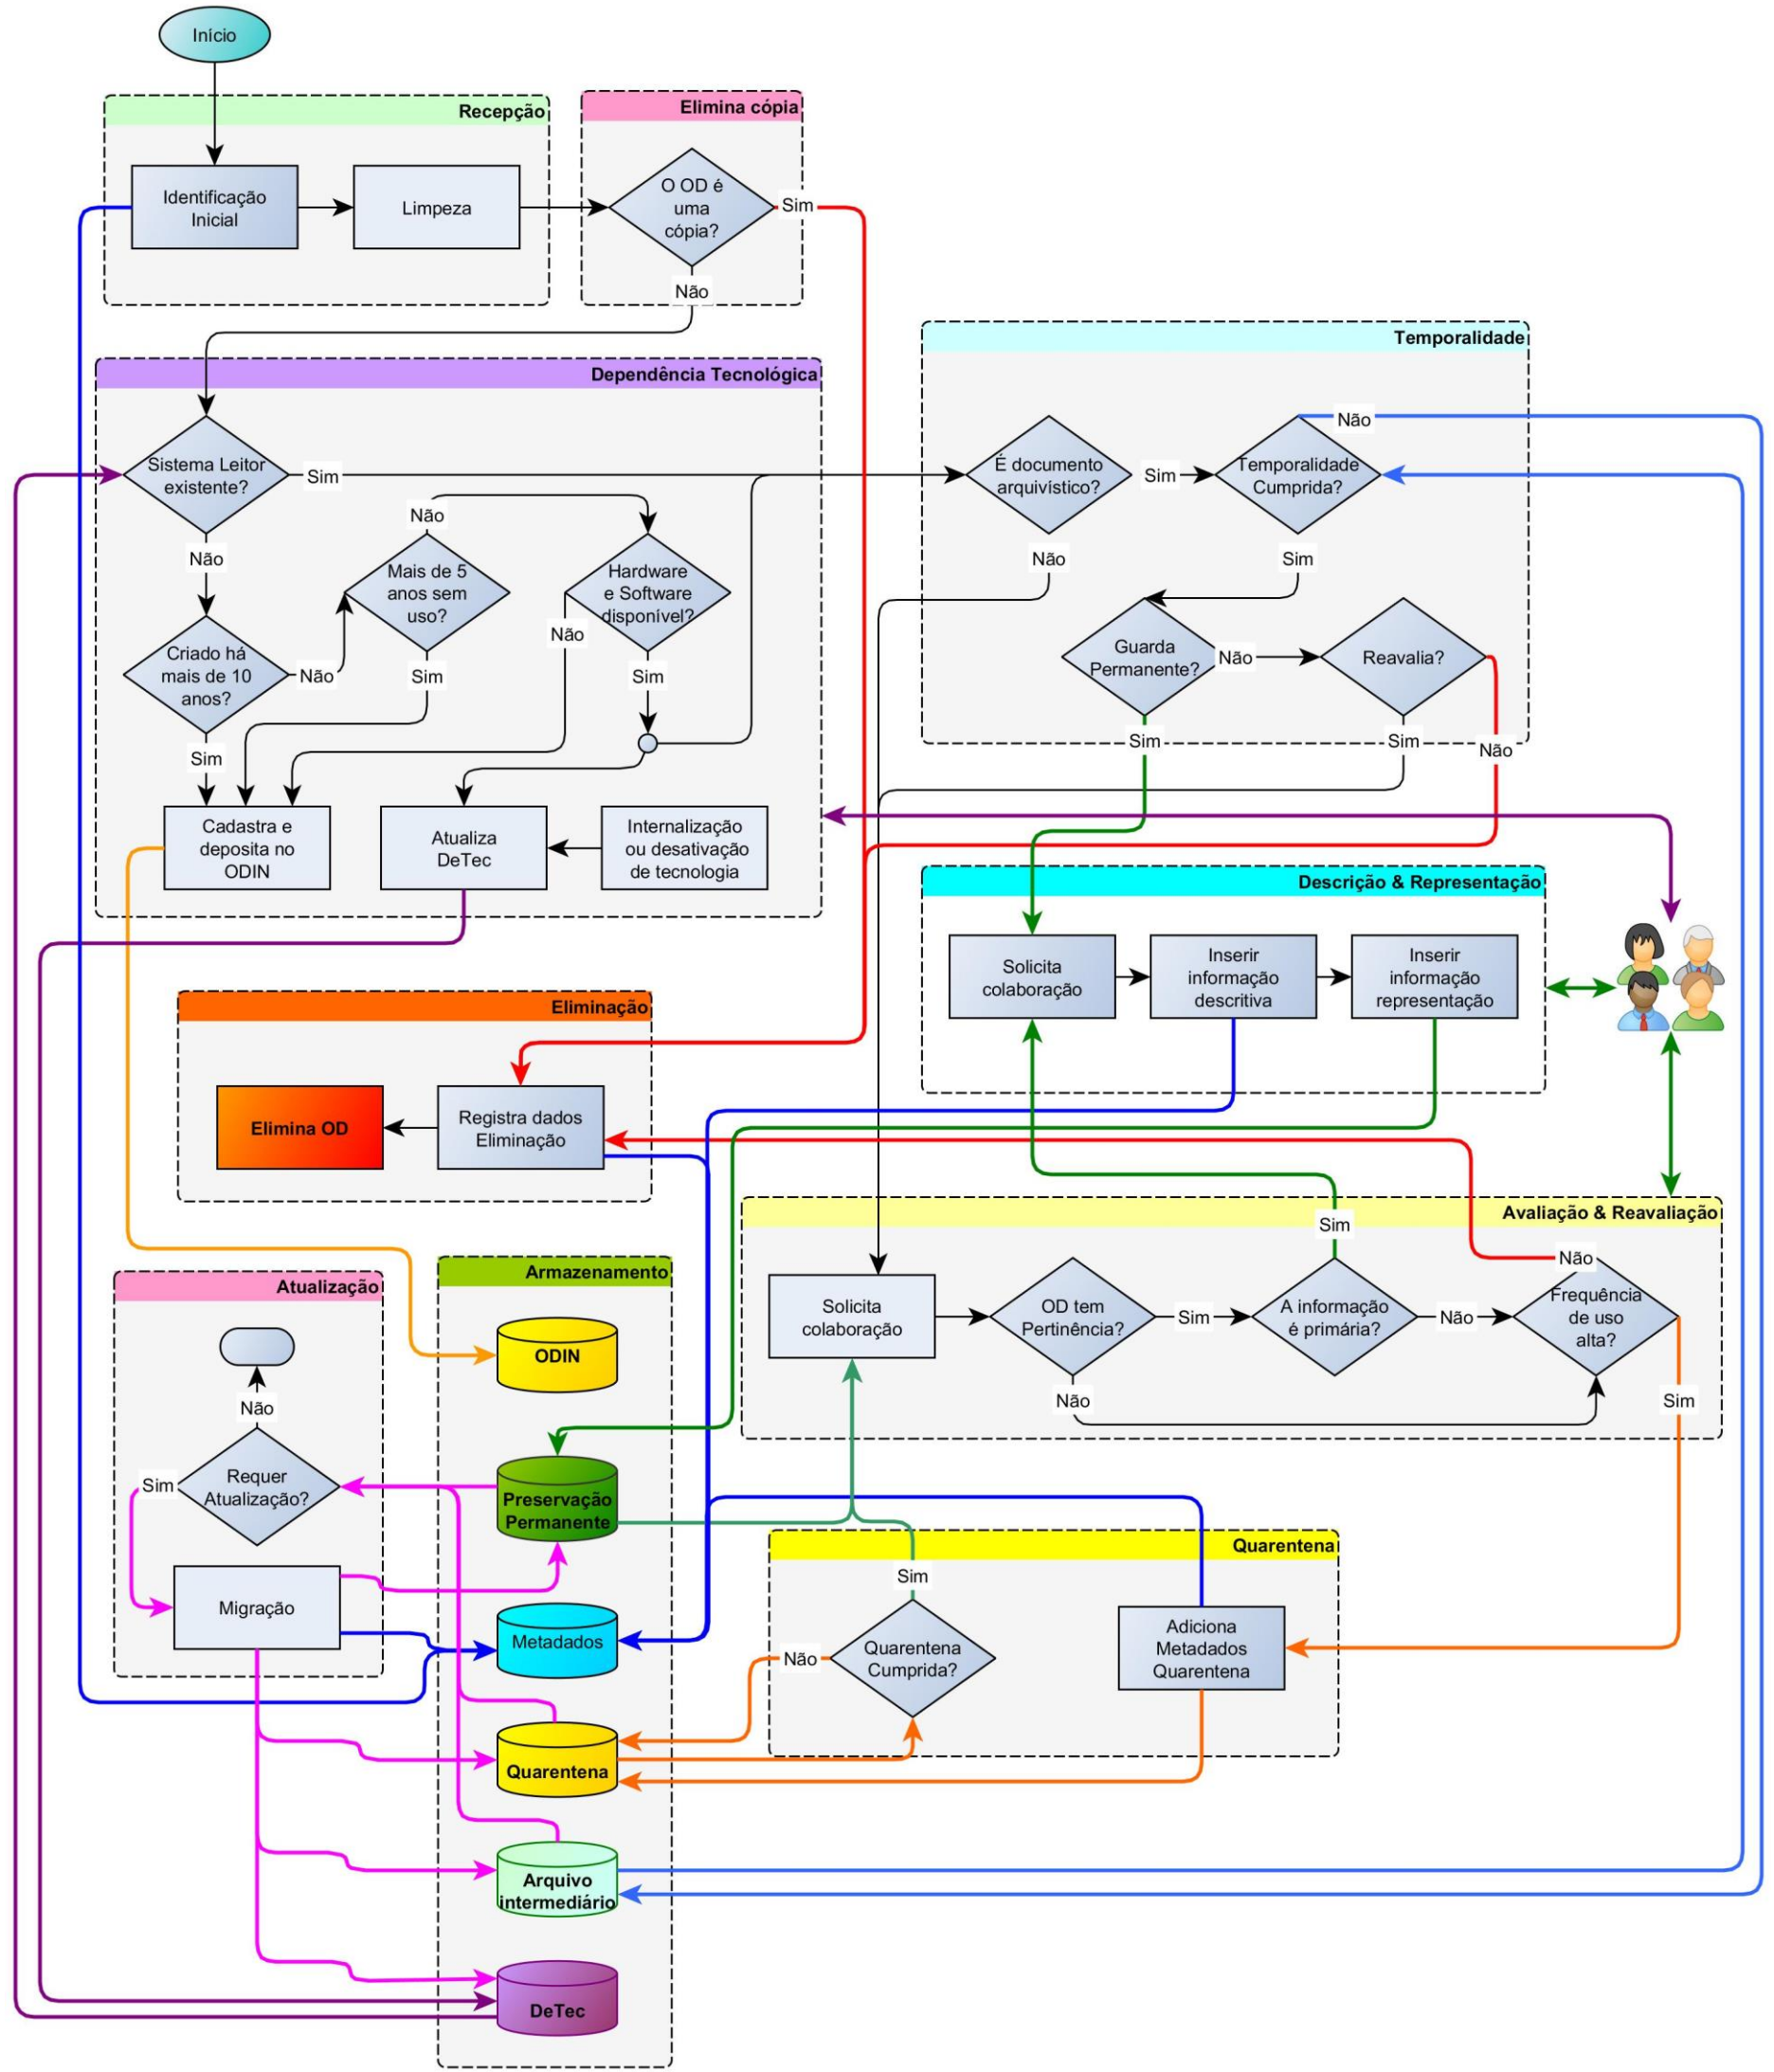 Início
Recepção
Identificação
Inicial
Limpeza
Elimina cópia
O OD é
uma
cópia?
Sim
Não
Dependência Tecnológica
Sistema Leitor
existente?
Sim
Não
Criado há
mais de 10
anos?
Não
Sim
Não
Mais de 5
anos sem
uso?
Sim
Hardware
e Software
disponível?
Não
Sim
Cadastra e
deposita no
ODIN
Atualiza
DeTec
Internalização
ou desativação
de tecnologia
Temporalidade
É documento
arquivístico?
Sim
Não
Temporalidade
Cumprida?
Não
Sim
Guarda
Permanente?
Não
Sim
Reavalia?
Sim
Não
Descrição & Representação
Solicita
colaboração
Inserir
informação
descritiva
Inserir
informação
representação
Eliminação
Elimina OD
Registra dados
Eliminação
Avaliação & Reavaliação
Solicita
colaboração
OD tem
Pertinência?
Sim
Não
Sim
A informação
é primária?
Não
Não
Frequência
de uso
alta?
Sim
Atualização
Não
Requer
Atualização?
Sim
Migração
Armazenamento
ODIN
Preservação
Permanente
Metadados
Quarentena
Arquivo
intermediário
DeTec
Quarentena
Sim
Quarentena
Cumprida?
Não
Adiciona
Metadados
Quarentena